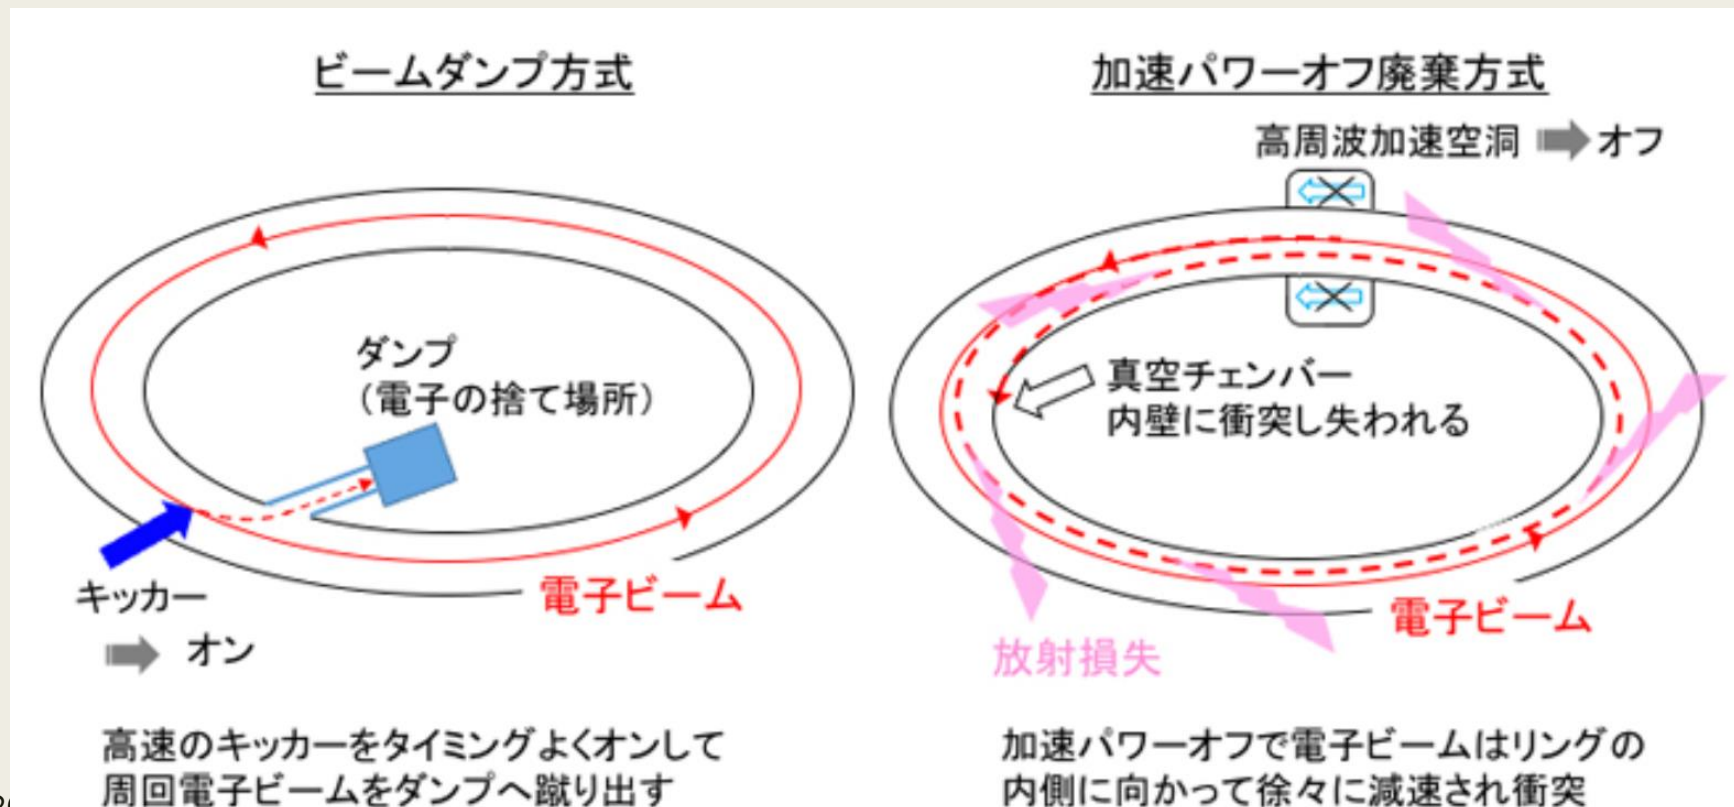 ビームダンプ方式
ダンプ
（電子の捨て場所）
キッカー
オン
電子ビーム
高速のキッカーをタイミングよくオンして
周回電子ビームをダンプへ蹴り出す
加速パワーオフ廃棄方式
高周波加速空洞 オフ
真空チェンバー
内壁に衝突し失われる
電子ビーム
放射損失
加速パワーオフで電子ビームはリングの
内側に向かって徐々に減速され衝突